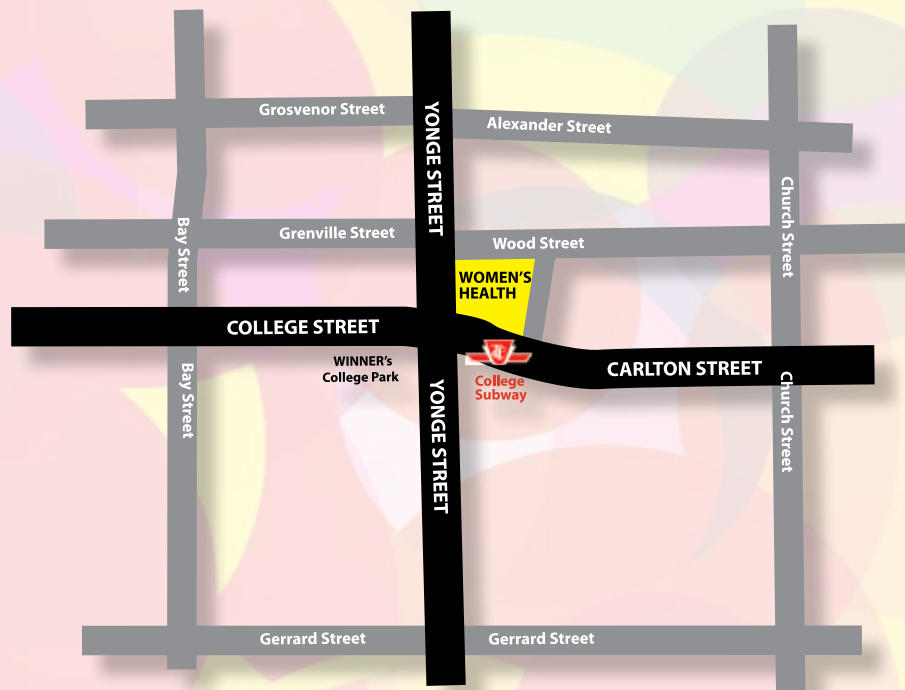 Grosvenor Street
YONGE STREET
Alexander Street
Church Street
Bay Street
Grenville Street
Wood Street
WOMEN'S
HEALTH
COLLEGE STREET
WINNER's
College Park
College
Subway
CARLTON STREET
Bay Street
YONGE STREET
Church Street
Gerrard Street
Gerrard Street